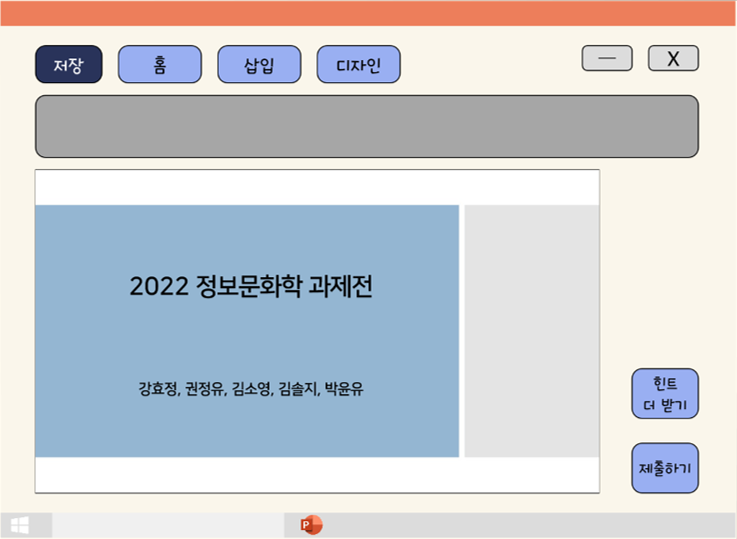 저장
홈
삽입
디자인
—
X
2022 정보문화학 과제전
강효정, 권정유, 김소영, 김솔지, 박윤유
힌트
더 받기
제출하기
P